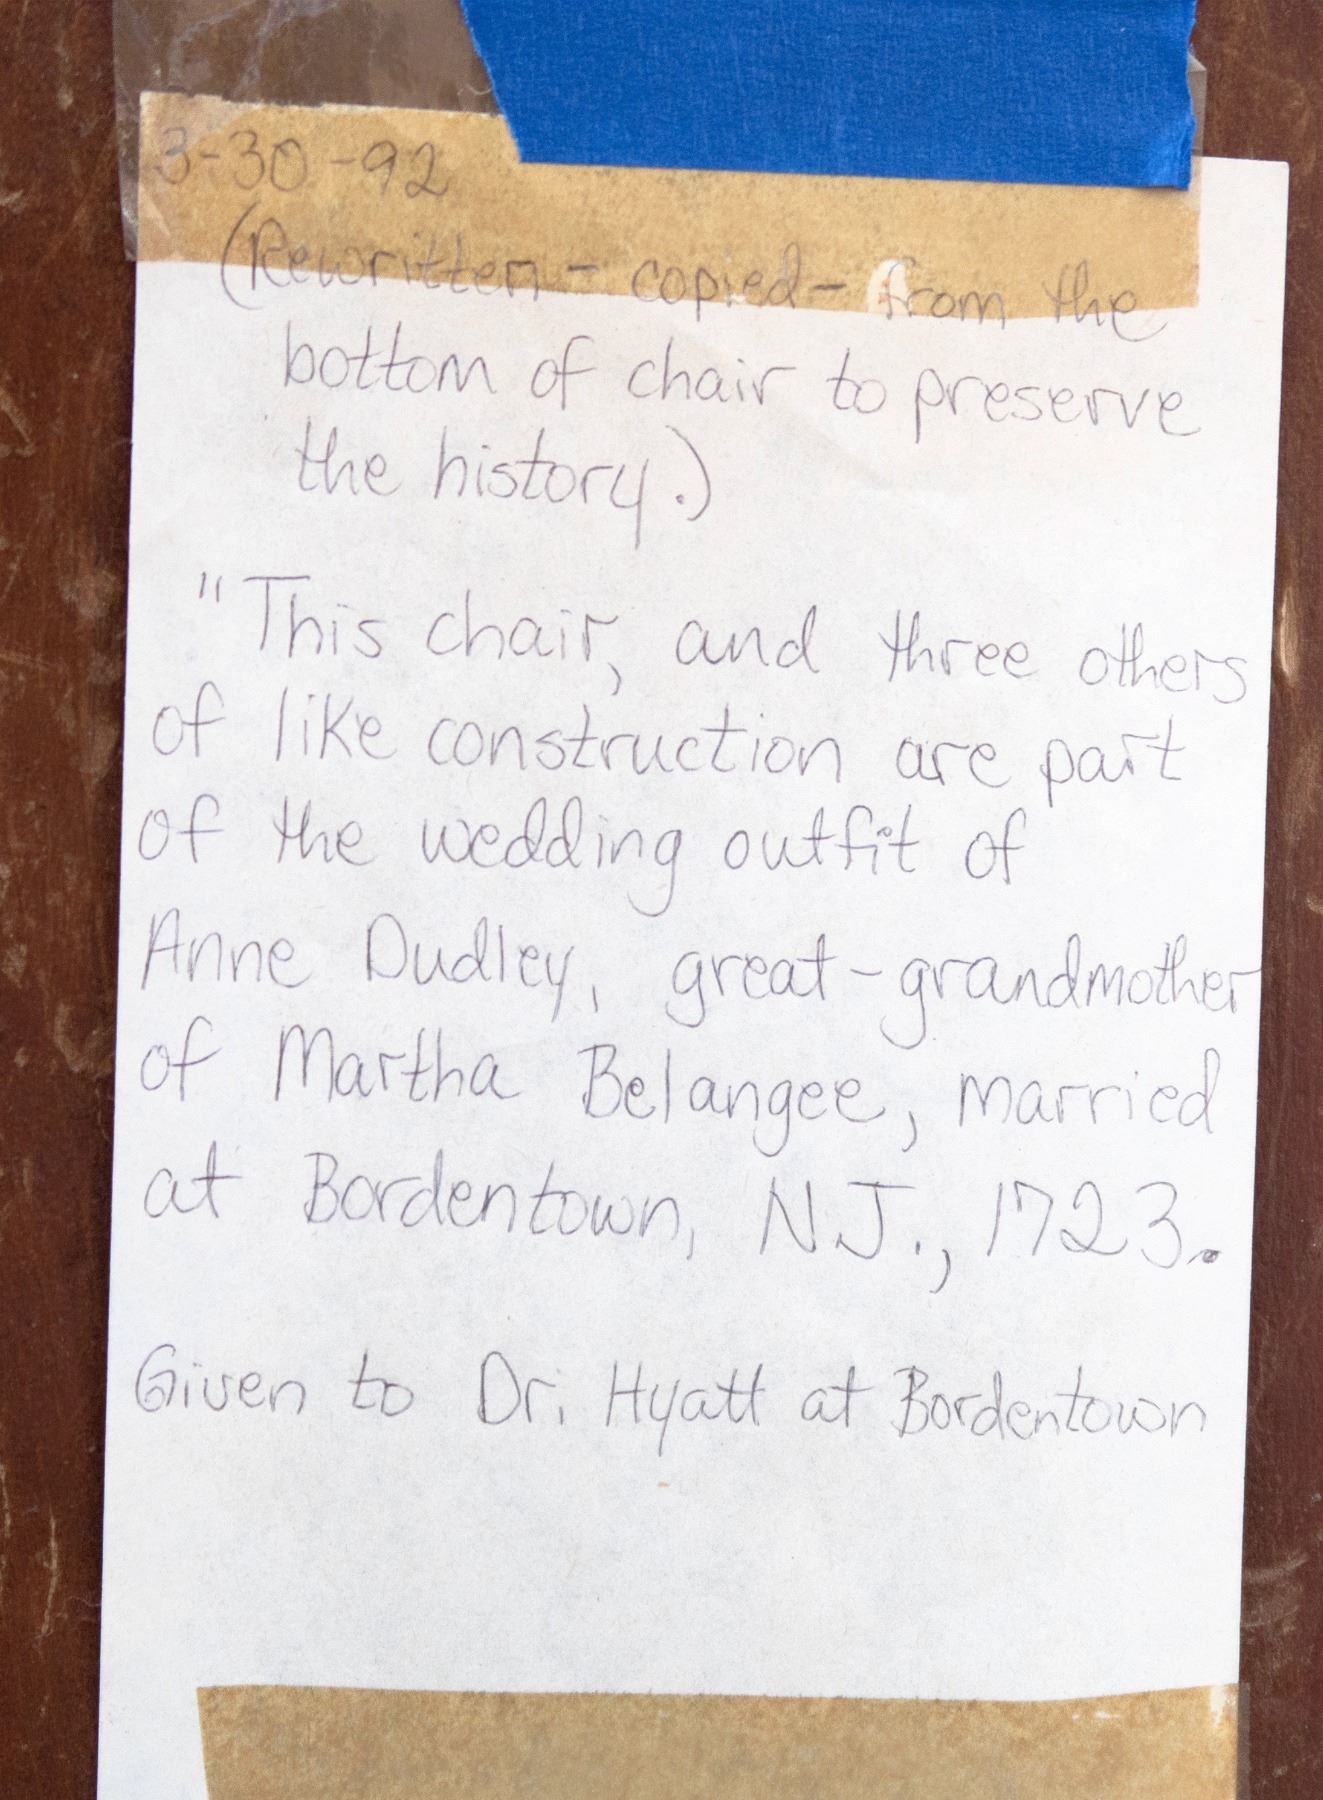 3-30-92
(Rewritten - copied - from the
bottom of chair to preserve
the history.)
"This chair, and three others
of like construction are part
of the wedding outfit of
Anne Dudley, great-grandmother
of Martha Belangee, married
at Bordentown, N.J., 1723.
Given to Dr. Hyatt at Bordentown